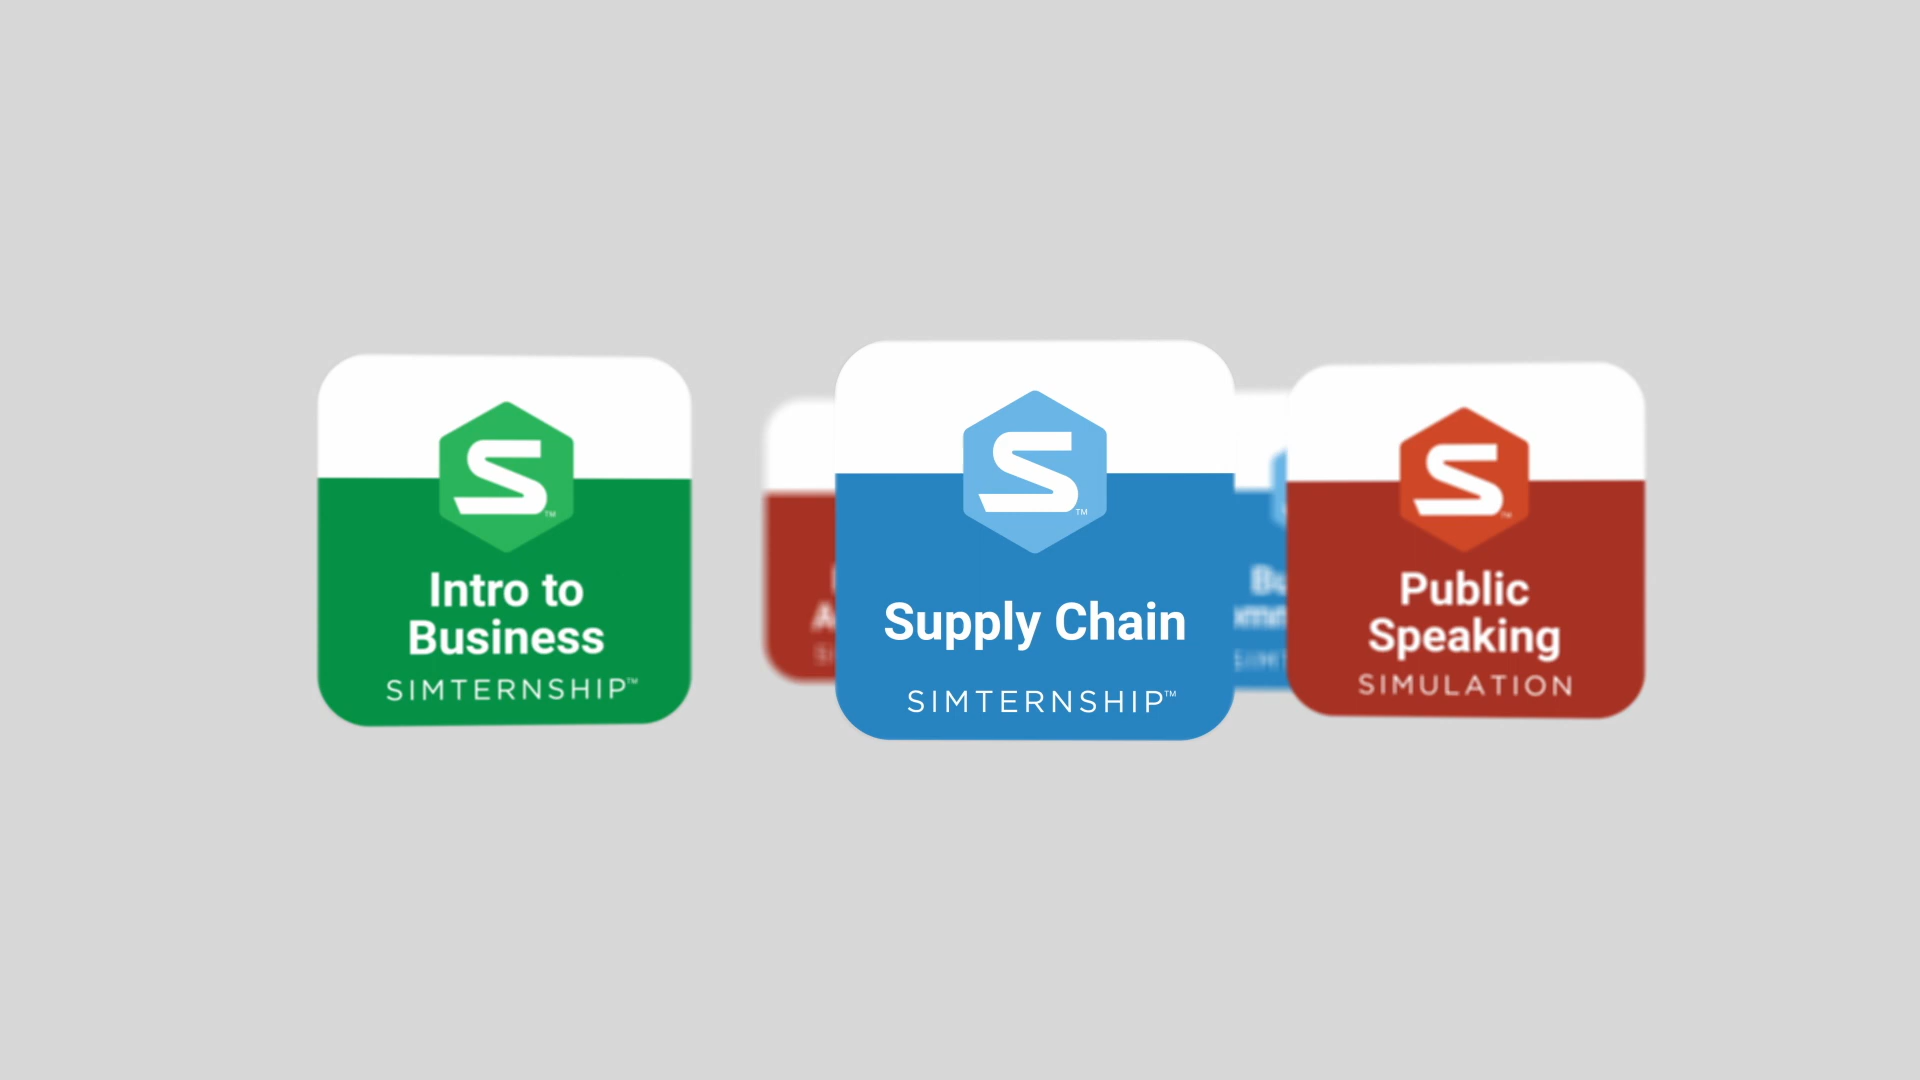 Intro to
Business
SIMTERNSHIP™
Supply Chain
SIMTERNSHIP™
Public
Speaking
SIMULATION